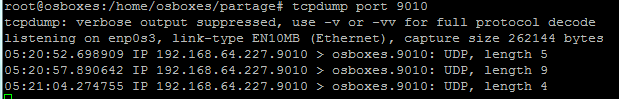 root@osboxes:/home/osboxes/partage# tcpdump port 9010
tcpdump: verbose output suppressed, use -v or -vv for full protocol decode
listening on enp0s3, link-type EN10MB (Ethernet), capture size 262144 bytes
05:20:52.698909 IP 192.168.64.227.9010 > osboxes.9010: UDP, length 5
05:20:57.890642 IP 192.168.64.227.9010 > osboxes.9010: UDP, length 9
05:21:04.274755 IP 192.168.64.227.9010 > osboxes.9010: UDP, length 4